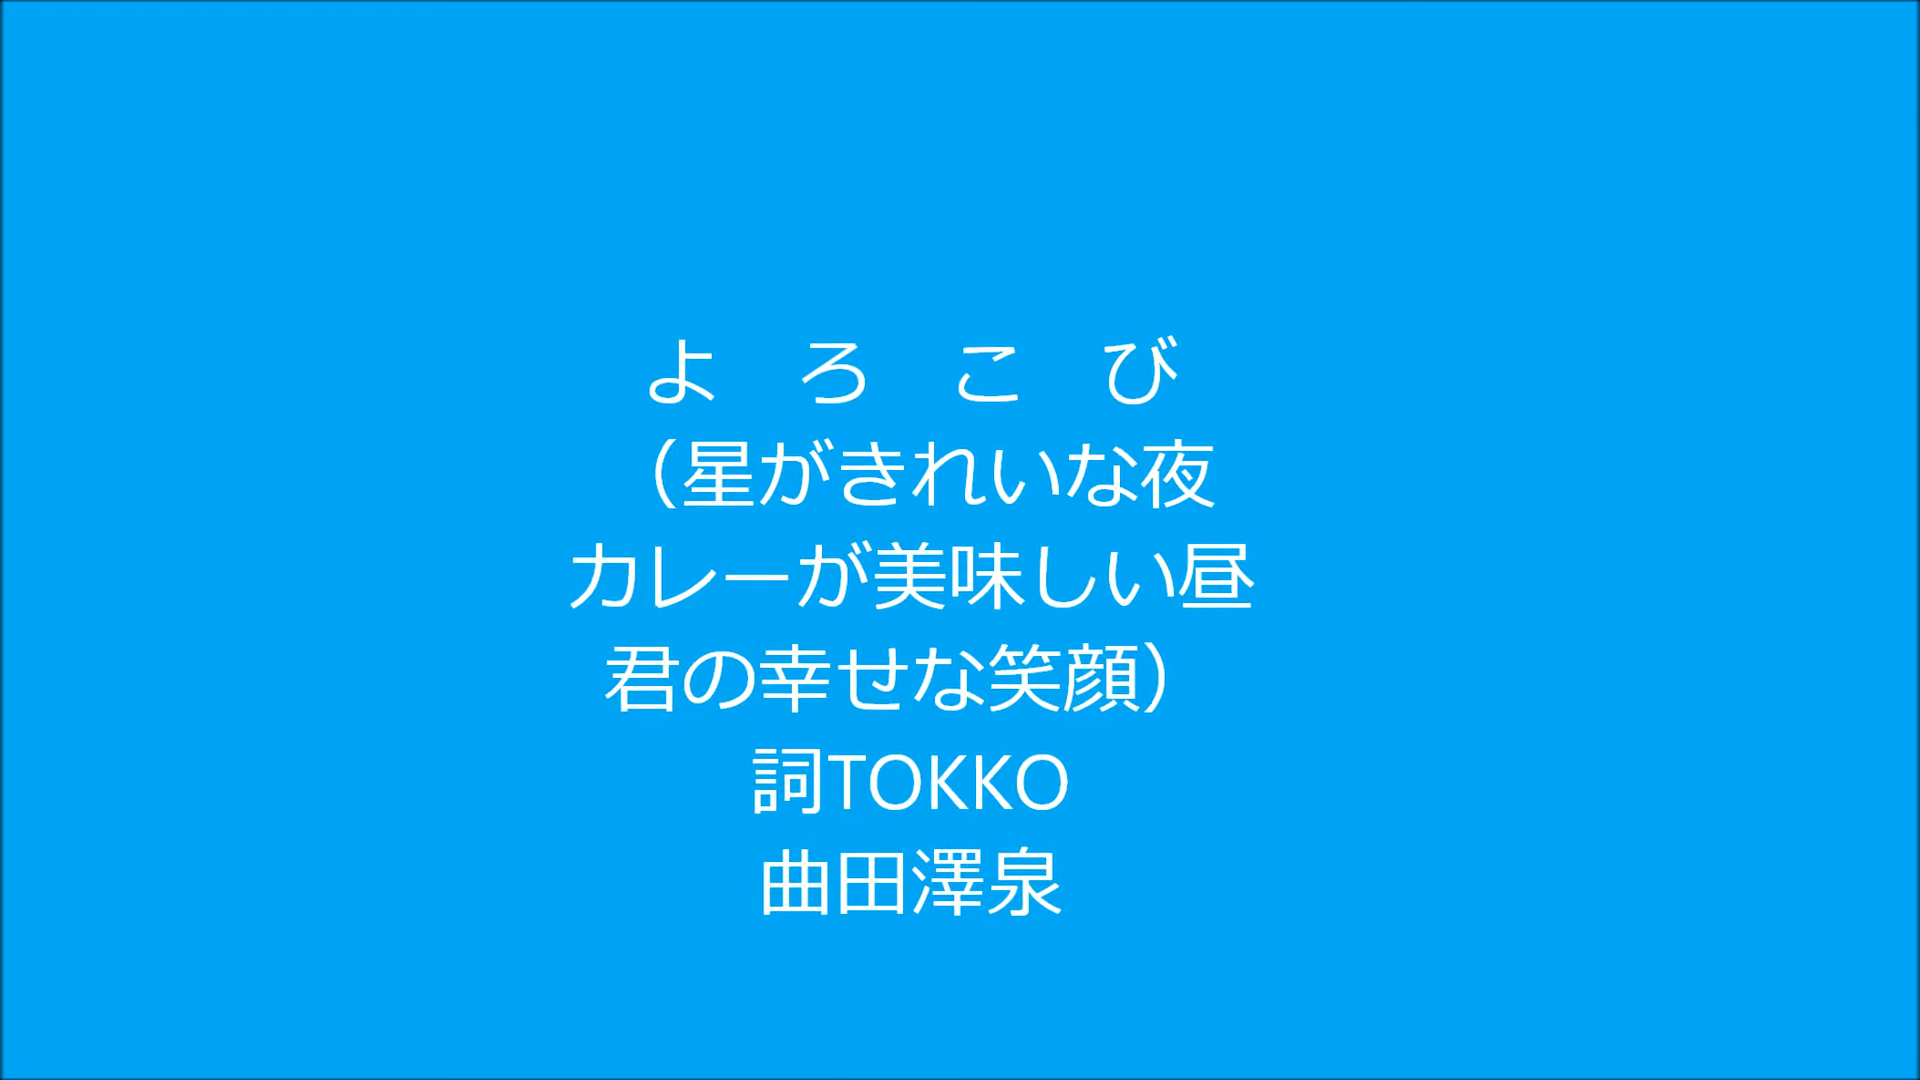 よ　ろ　こ　び
（星がきれいな夜
カレーが美味しい昼
君の幸せな笑顔）
詞TOKKO
曲田澤泉